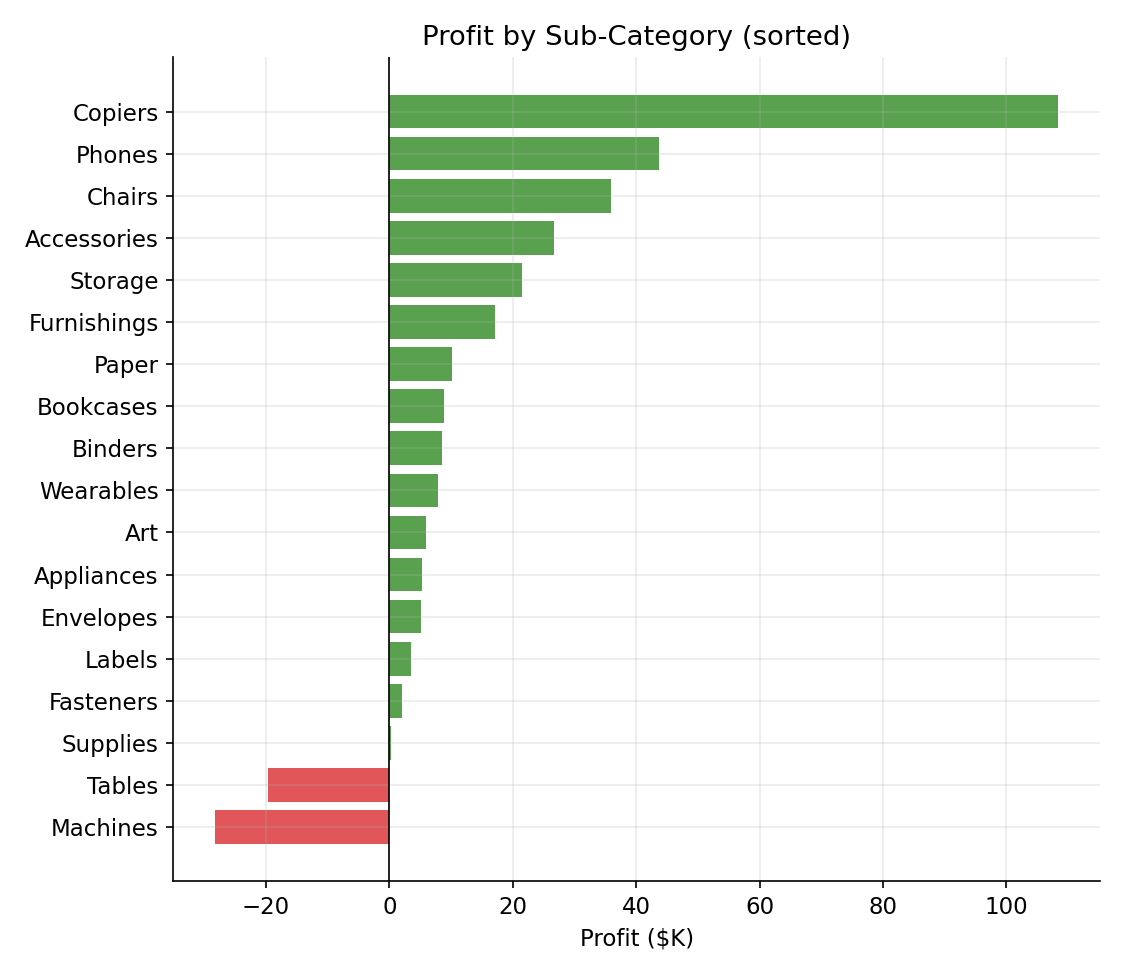 Profit by Sub-Category (sorted)
Copiers
Phones
Chairs
Accessories
Storage
Furnishings
Paper
Bookcases
Binders
Wearables
Art
Appliances
Envelopes
Labels
Fasteners
Supplies
Tables
Machines
−20 0 20 40 60 80 100
Profit ($K)